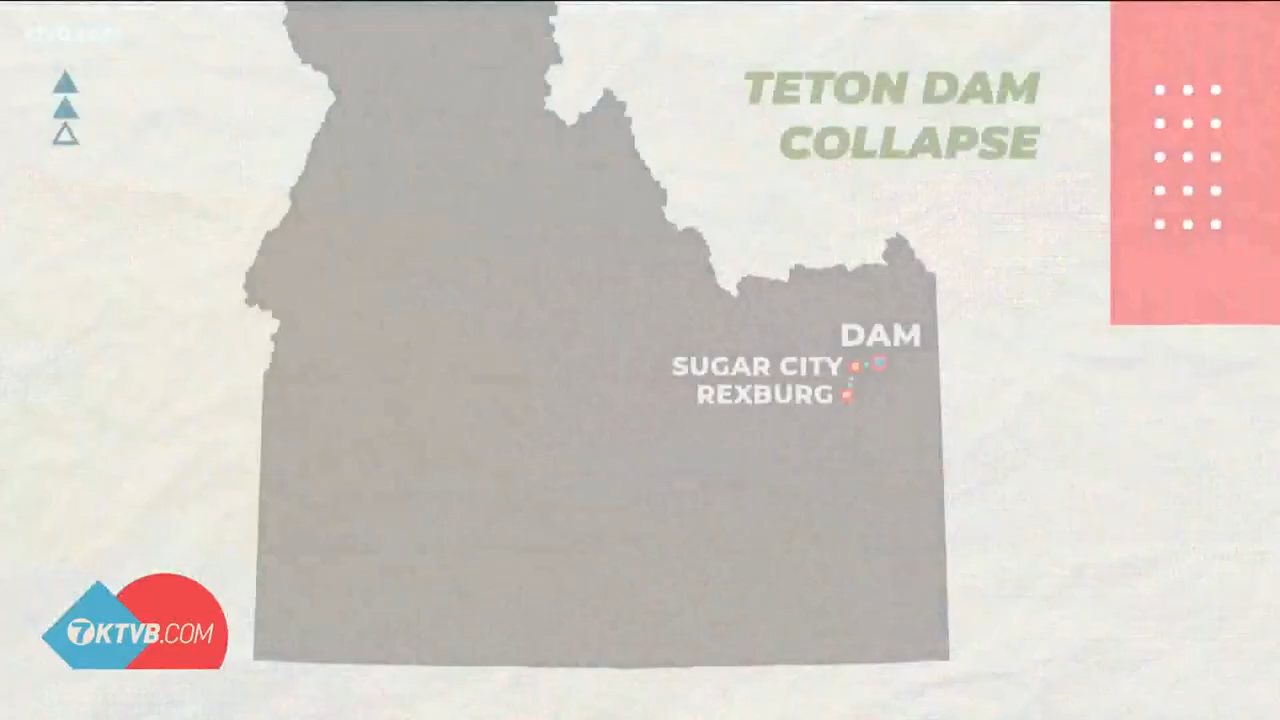 TETON DAM
COLLAPSE
DAM
SUGAR CITY
REXBURG
7KTVB.COM